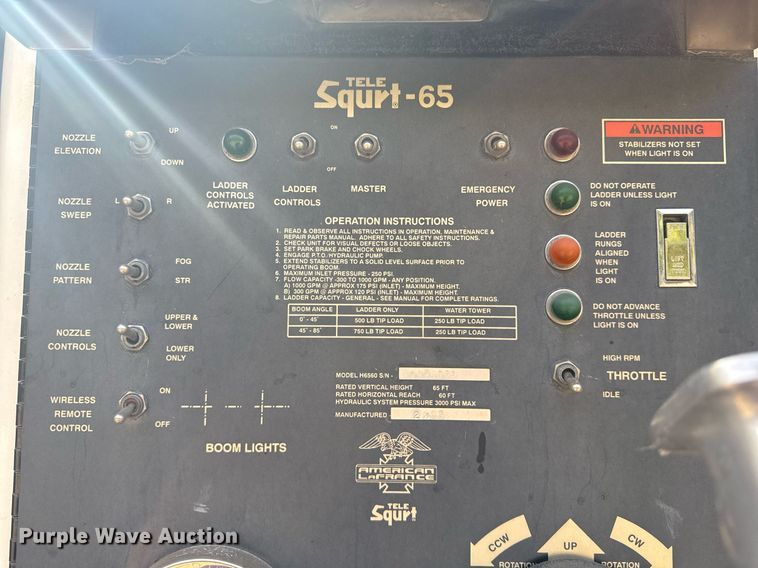 TELE
Squrt®-65
NOZZLE
ELEVATION
UP
DOWN
NOZZLE
SWEEP
L
R
NOZZLE
PATTERN
FOG
STR
NOZZLE
CONTROLS
UPPER &
LOWER
LOWER
ONLY
WIRELESS
REMOTE
CONTROL
ON
OFF
BOOM LIGHTS
LADDER
CONTROLS
ACTIVATED
ON
OFF
LADDER
CONTROLS
MASTER
EMERGENCY
POWER
WARNING
STABILIZERS NOT SET
WHEN LIGHT IS ON
DO NOT OPERATE
LADDER UNLESS LIGHT
IS ON
LADDER
RUNGS
ALIGNED
WHEN
LIGHT
IS ON
LIFT
DO NOT ADVANCE
THROTTLE UNLESS
LIGHT IS ON
HIGH RPM
THROTTLE
IDLE
OPERATION INSTRUCTIONS
1. READ & OBSERVE ALL INSTRUCTIONS IN OPERATION, MAINTENANCE &
REPAIR PARTS MANUAL. ADHERE TO ALL SAFETY INSTRUCTIONS.
2. CHECK UNIT FOR VISUAL DEFECTS OR LOOSE OBJECTS.
3. SET PARK BRAKE AND CHOCK WHEELS.
4. ENGAGE P.T.O./HYDRAULIC PUMP.
5. EXTEND STABILIZERS TO A SOLID LEVEL SURFACE PRIOR TO
OPERATING BOOM.
6. MAXIMUM INLET PRESSURE - 250 PSI
7. FLOW CAPACITY -300 TO 1000 GPM - ANY POSITION.
A) 1000 GPM @ APPROX 175 PSI (INLET) - MAXIMUM HEIGHT.
B) 300 GPM @ APPROX 120 PSI (INLET) - MAXIMUM HEIGHT.
8. LADDER CAPACITY - GENERAL - SEE MANUAL FOR COMPLETE RATINGS.
BOOM ANGLE LADDER ONLY WATER TOWER
0° - 45° 500 LB TIP LOAD 250 LB TIP LOAD
45° - 85° 750 LB TIP LOAD 250 LB TIP LOAD
MODEL H6560 S/N -
RATED VERTICAL HEIGHT 65 FT
RATED HORIZONTAL REACH 60 FT
HYDRAULIC SYSTEM PRESSURE 3000 PSI MAX
MANUFACTURED -
AMERICAN
LaFRANCE
TELE
Squrt
CCW
ROTATION
UP
CW
ROTATION
Purple Wave Auction